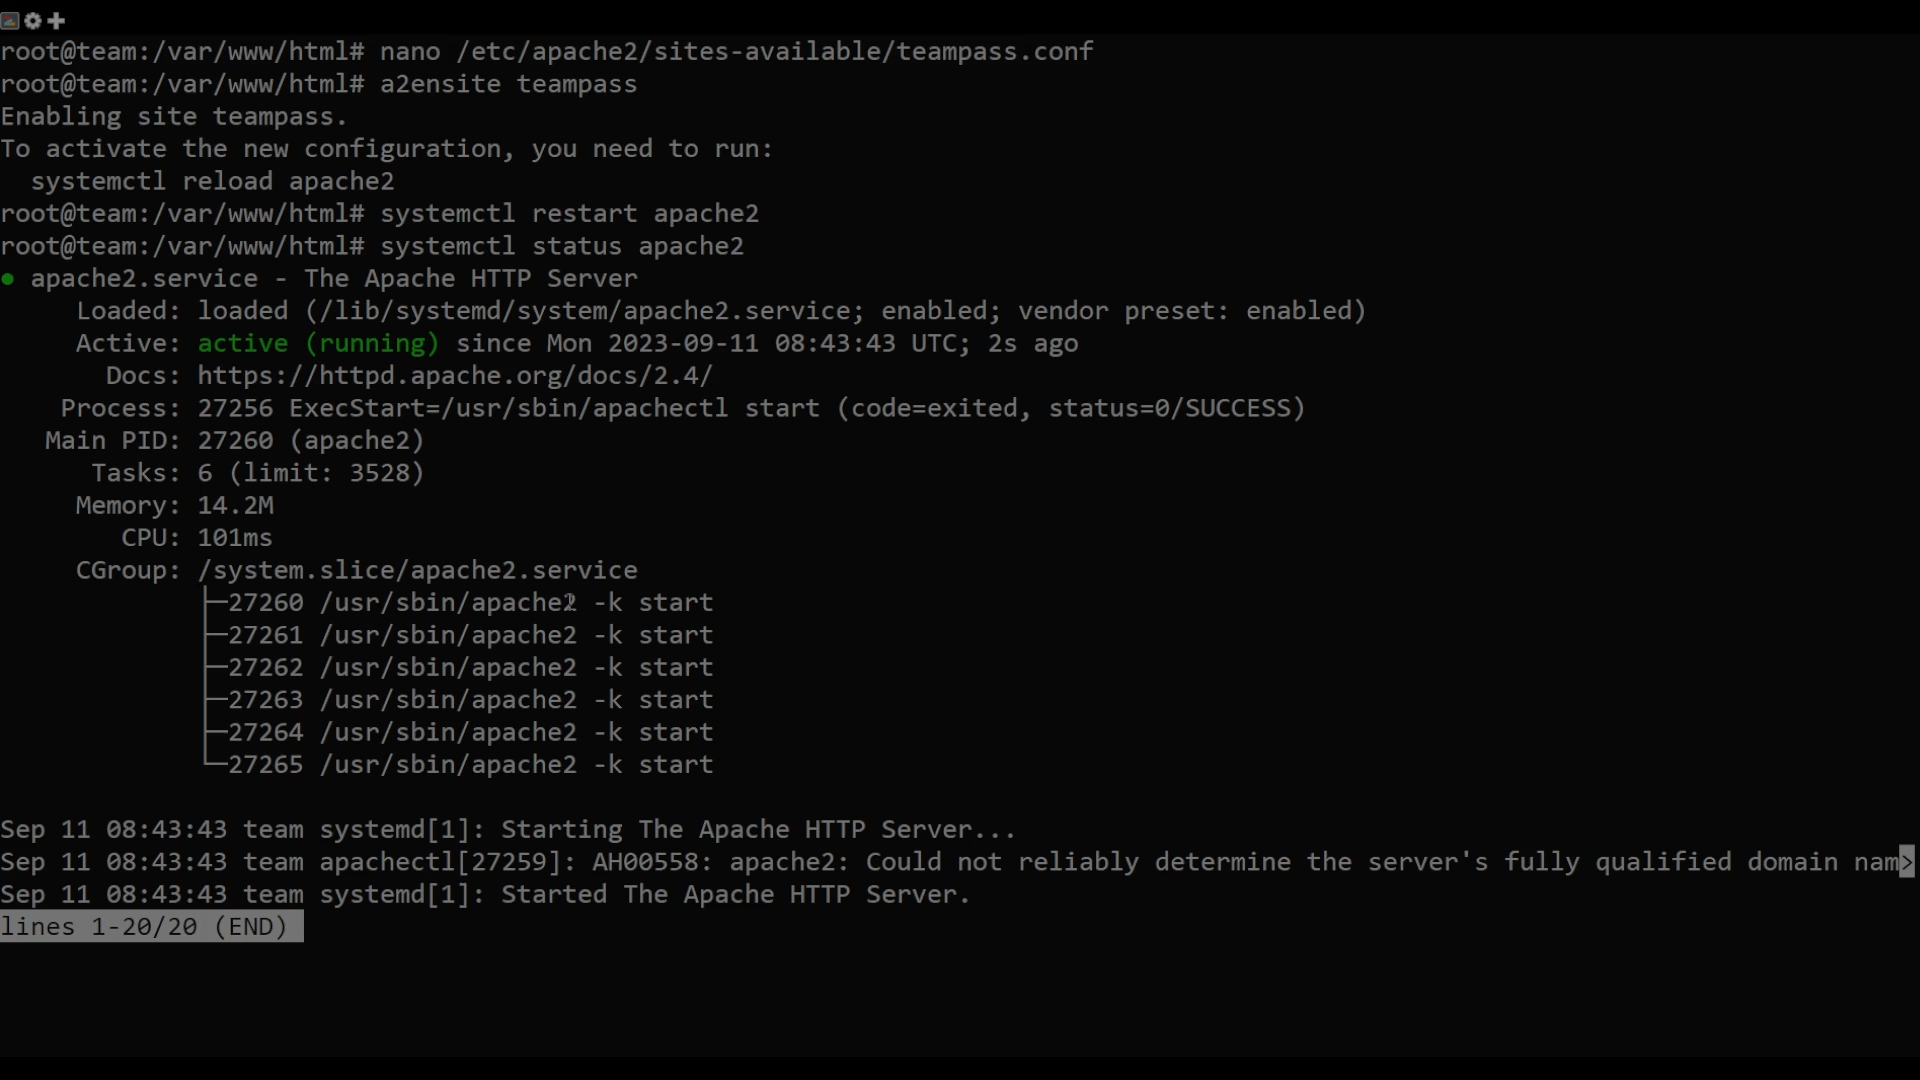 root@team:/var/www/html# nano /etc/apache2/sites-available/teampass.conf
root@team:/var/www/html# a2ensite teampass
Enabling site teampass.
To activate the new configuration, you need to run:
  systemctl reload apache2
root@team:/var/www/html# systemctl restart apache2
root@team:/var/www/html# systemctl status apache2
● apache2.service - The Apache HTTP Server
     Loaded: loaded (/lib/systemd/system/apache2.service; enabled; vendor preset: enabled)
     Active: active (running) since Mon 2023-09-11 08:43:43 UTC; 2s ago
       Docs: https://httpd.apache.org/docs/2.4/
    Process: 27256 ExecStart=/usr/sbin/apachectl start (code=exited, status=0/SUCCESS)
   Main PID: 27260 (apache2)
      Tasks: 6 (limit: 3528)
     Memory: 14.2M
        CPU: 101ms
     CGroup: /system.slice/apache2.service
             ├─27260 /usr/sbin/apache2 -k start
             ├─27261 /usr/sbin/apache2 -k start
             ├─27262 /usr/sbin/apache2 -k start
             ├─27263 /usr/sbin/apache2 -k start
             ├─27264 /usr/sbin/apache2 -k start
             └─27265 /usr/sbin/apache2 -k start

Sep 11 08:43:43 team systemd[1]: Starting The Apache HTTP Server...
Sep 11 08:43:43 team apachectl[27259]: AH00558: apache2: Could not reliably determine the server's fully qualified domain nam>
Sep 11 08:43:43 team systemd[1]: Started The Apache HTTP Server.
lines 1-20/20 (END)